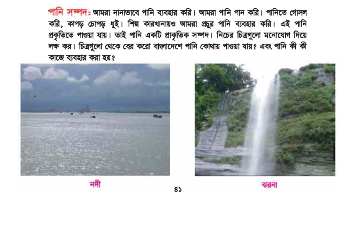 পানি সম্পদ: আমরা নানাভাবে পানি ব্যবহার করি। আমরা পানি পান করি। পানিতে গোসল
করি, কাপড় চোপড় ধুই। শিল্প কারখানাতেও আমরা প্রচুর পানি ব্যবহার করি। এই পানি
প্রকৃতিতে পাওয়া যায়। তাই পানি একটি প্রাকৃতিক সম্পদ। নিচের চিত্রগুলো মনোযোগ দিয়ে
লক্ষ কর। চিত্রগুলো থেকে বের করো বাংলাদেশে পানি কোথায় পাওয়া যায়? এবং পানি কী কী
কাজে ব্যবহার করা হয়?
নদী
ঝরনা
৪১